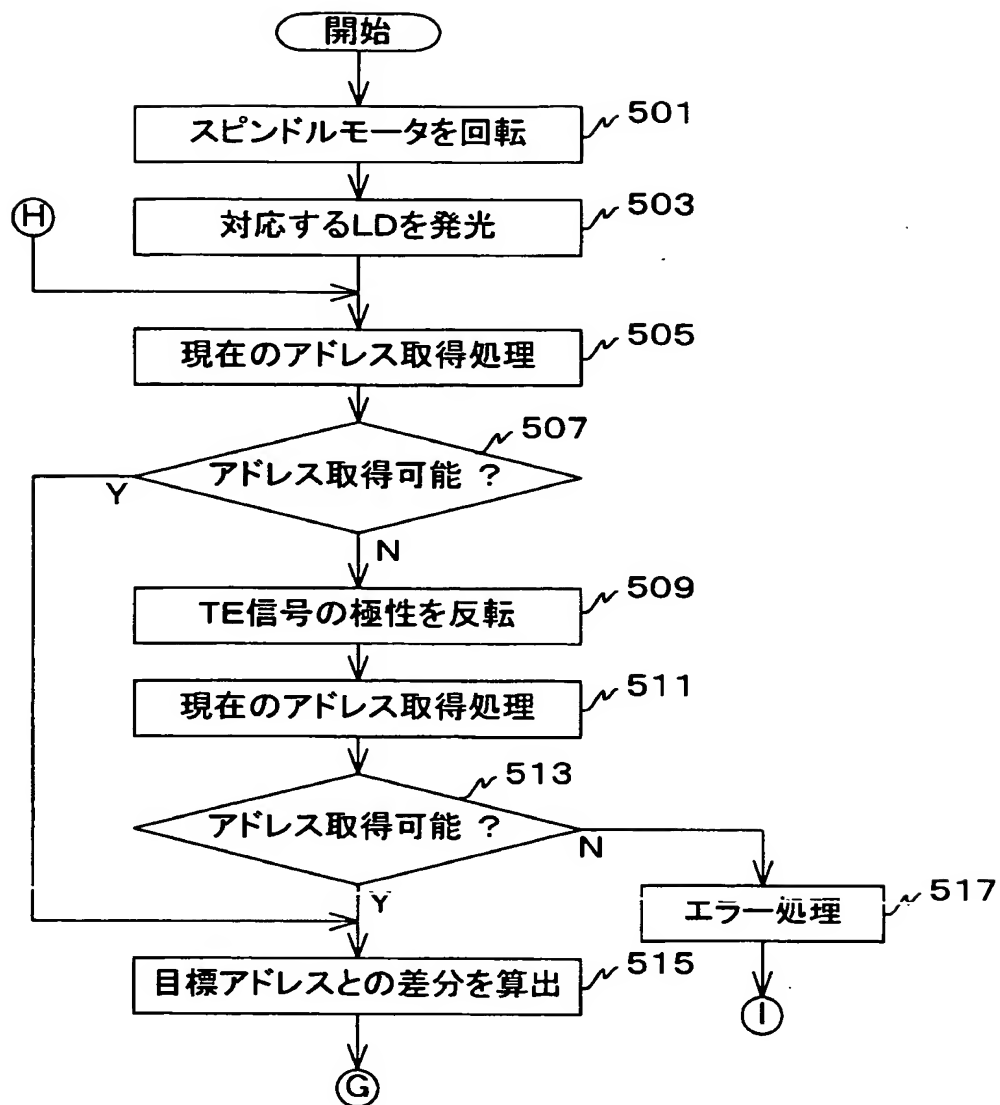 開始
スピンドルモータを回転
501
対応するLDを発光
503
H
現在のアドレス取得処理
505
アドレス取得可能 ?
507
Y
N
TE信号の極性を反転
509
現在のアドレス取得処理
511
アドレス取得可能 ?
513
N
Y
エラー処理
517
目標アドレスとの差分を算出
515
I
G